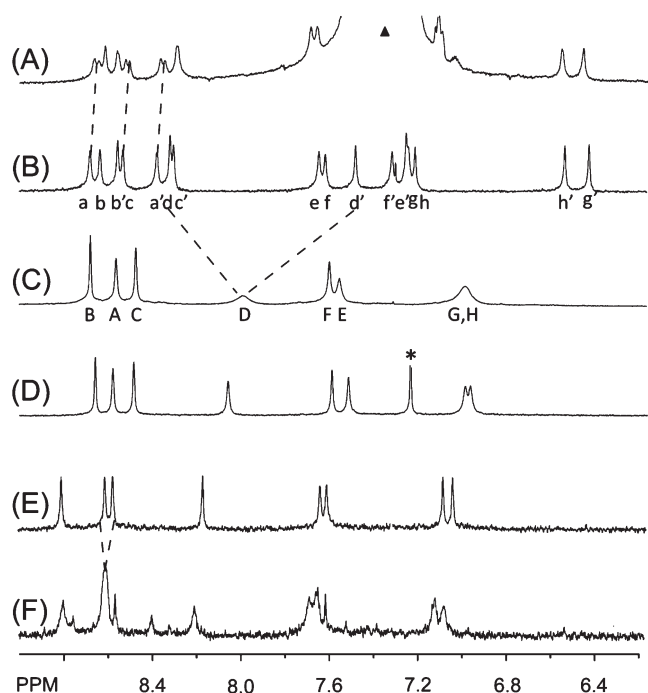 (A)
▲
(B)
a b b' c a' d c' e f d' f' e' g h h' g'
(C)
B A C D F E G,H
(D)
*
(E)
(F)
PPM 8.4 8.0 7.6 7.2 6.8 6.4